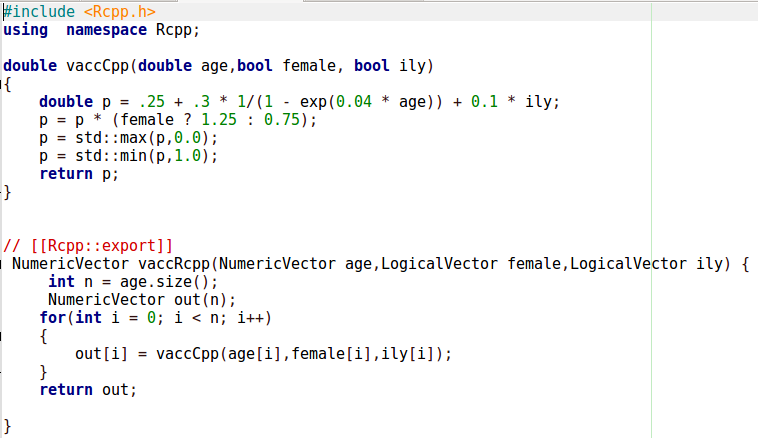 #include <Rcpp.h>
using  namespace Rcpp;

double vaccCpp(double age,bool female, bool ily)
{
    double p = .25 + .3 * 1/(1 - exp(0.04 * age)) + 0.1 * ily;
    p = p * (female ? 1.25 : 0.75);
    p = std::max(p,0.0);
    p = std::min(p,1.0);
    return p;
}


// [[Rcpp::export]]
 NumericVector vaccRcpp(NumericVector age,LogicalVector female,LogicalVector ily) {
     int n = age.size();
     NumericVector out(n);
    for(int i = 0; i < n; i++)
    {
        out[i] = vaccCpp(age[i],female[i],ily[i]);
    }
    return out;

}